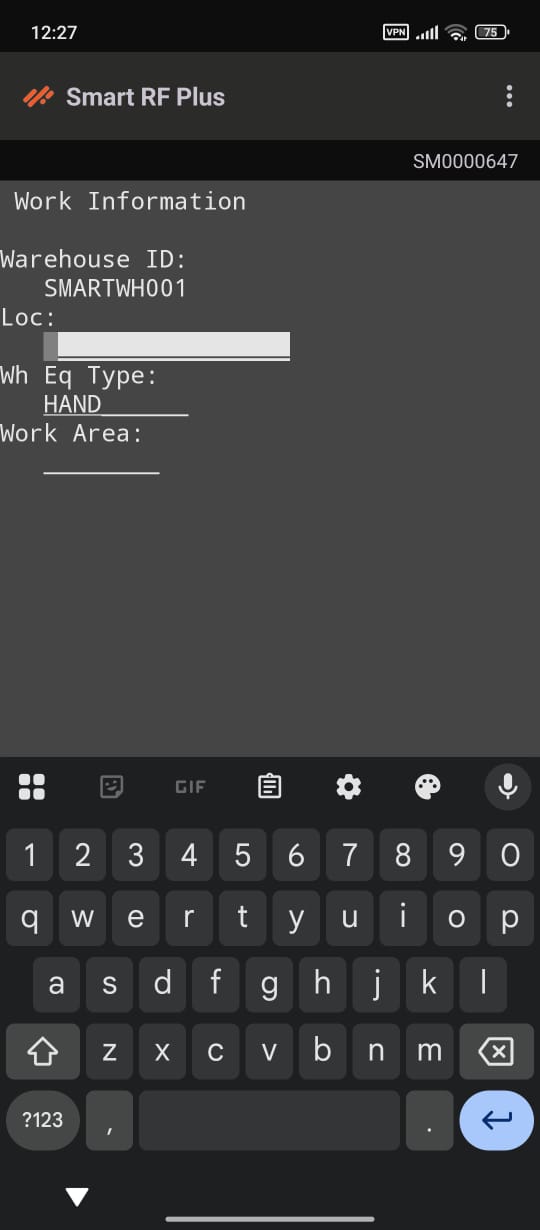 12:27
VPN
75
Smart RF Plus
SM0000647
Work Information
Warehouse ID:
SMARTWH001
Loc:
Wh Eq Type:
HAND
Work Area:
GIF
1 2 3 4 5 6 7 8 9 0
q w e r t y u i o p
a s d f g h j k l
z x c v b n m
?123 , .